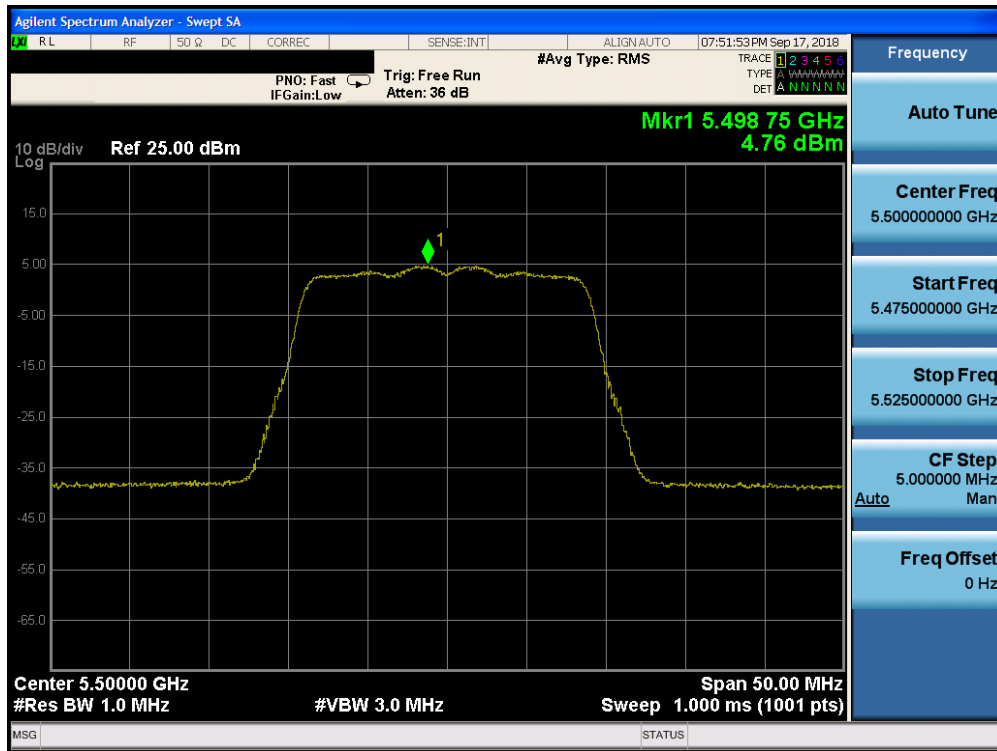 Agilent Spectrum Analyzer - Swept SA
LXI RL RF 50 Ω DC CORREC SENSE:INT ALIGN AUTO 07:51:53 PM Sep 17, 2018
Frequency
#Avg Type: RMS
TRACE 1 2 3 4 5 6
PNO: Fast Trig: Free Run
TYPE A WWWWW
IFGain:Low Atten: 36 dB
DET A N N N N N
Auto Tune
Mkr1 5.498 75 GHz
4.76 dBm
10 dB/div Ref 25.00 dBm
Log
15.0
5.00
-5.00
-15.0
-25.0
-35.0
-45.0
-55.0
-65.0
1
Center Freq
5.500000000 GHz
Start Freq
5.475000000 GHz
Stop Freq
5.525000000 GHz
CF Step
5.000000 MHz
Auto Man
Freq Offset
0 Hz
Center 5.50000 GHz Span 50.00 MHz
#Res BW 1.0 MHz #VBW 3.0 MHz Sweep 1.000 ms (1001 pts)
MSG STATUS